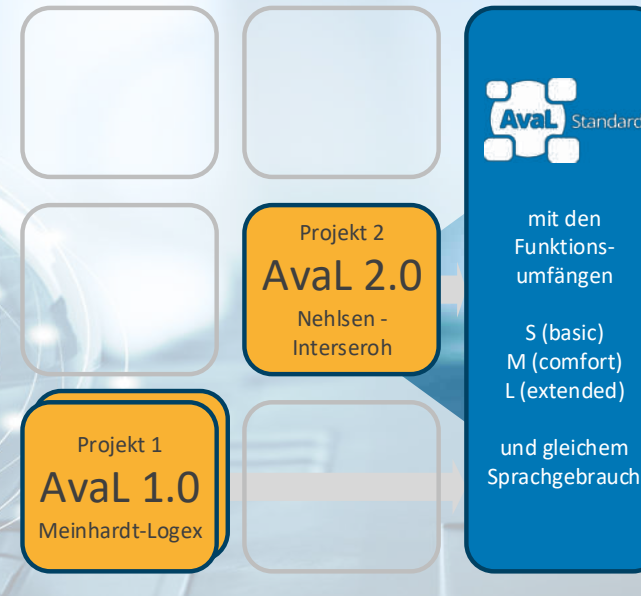 AvaL Standard
mit den
Funktions-
umfängen
S (basic)
M (comfort)
L (extended)
und gleichem
Sprachgebrauch
Projekt 2
AvaL 2.0
Nehlsen -
Interseroh
Projekt 1
AvaL 1.0
Meinhardt-Logex